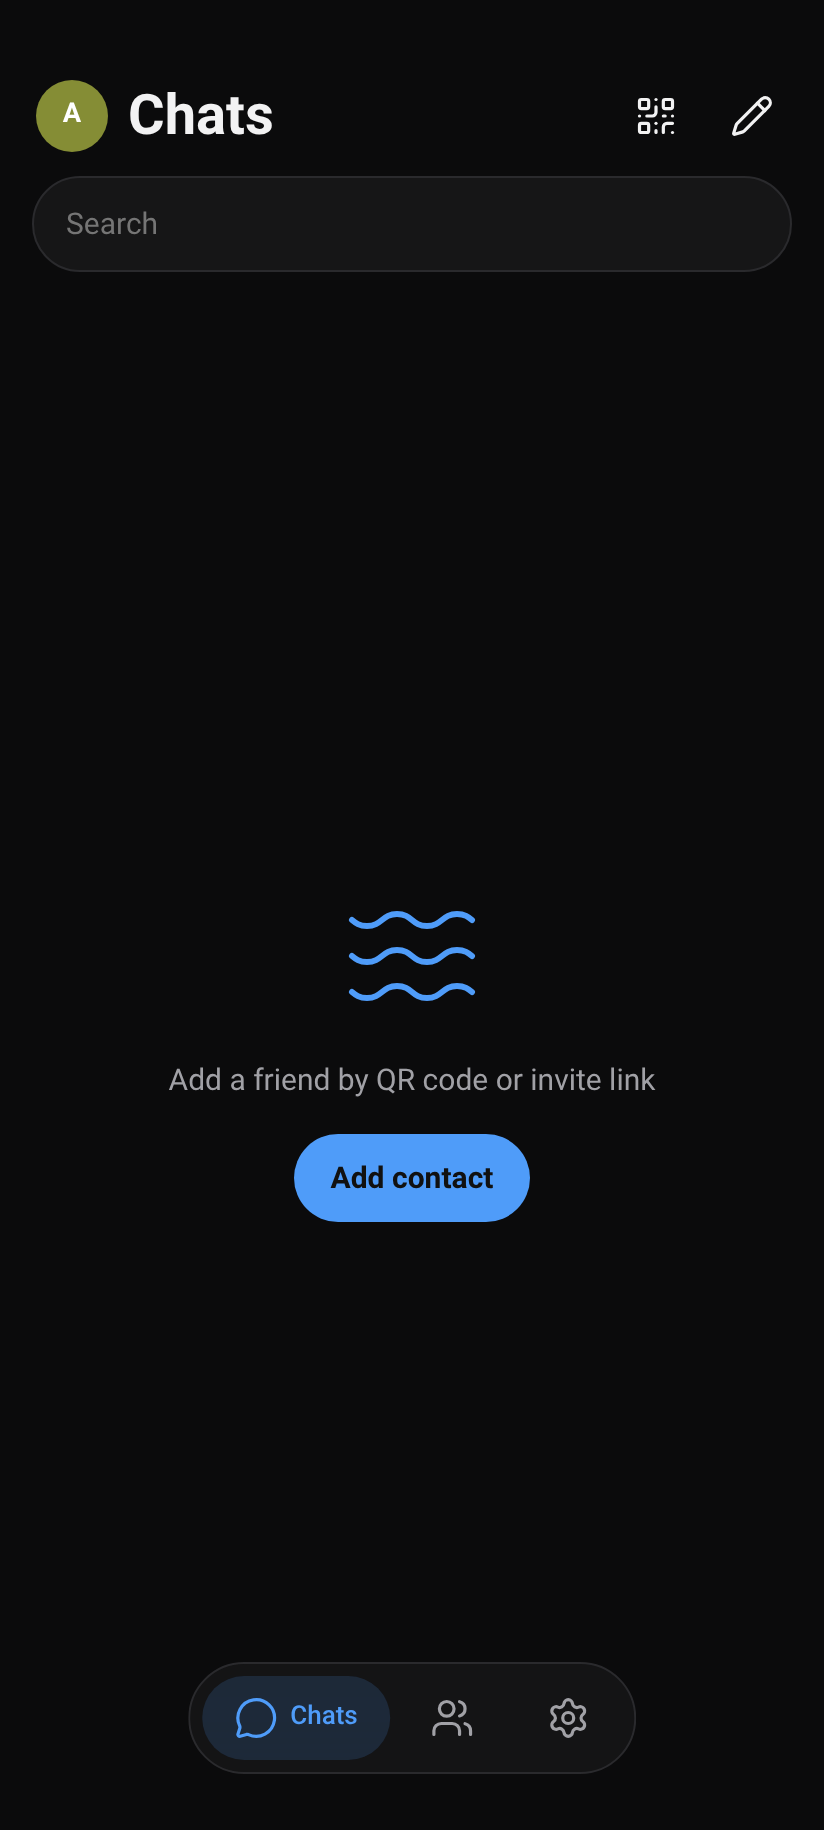 A
Chats
Search
Add a friend by QR code or invite link
Add contact
Chats